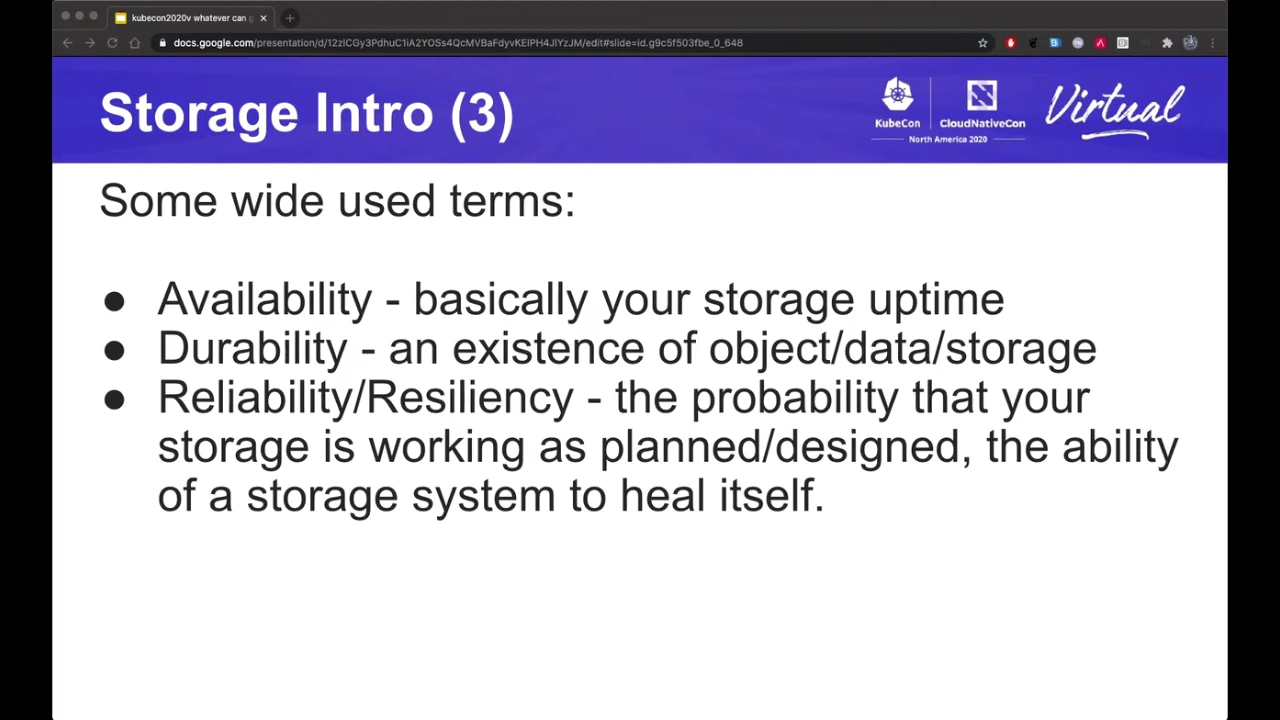 kubecon2020v whatever can g
docs.google.com/presentation/d/12zlCGy3PdhuC1iA2YOSs4QcMVBaFdyvKEIPH4JlYzJM/edit#slide=id.g9c5f503fbe_0_648
Storage Intro (3)
KubeCon
CloudNativeCon
North America 2020
Virtual
Some wide used terms:
● Availability - basically your storage uptime
● Durability - an existence of object/data/storage
● Reliability/Resiliency - the probability that your
storage is working as planned/designed, the ability
of a storage system to heal itself.